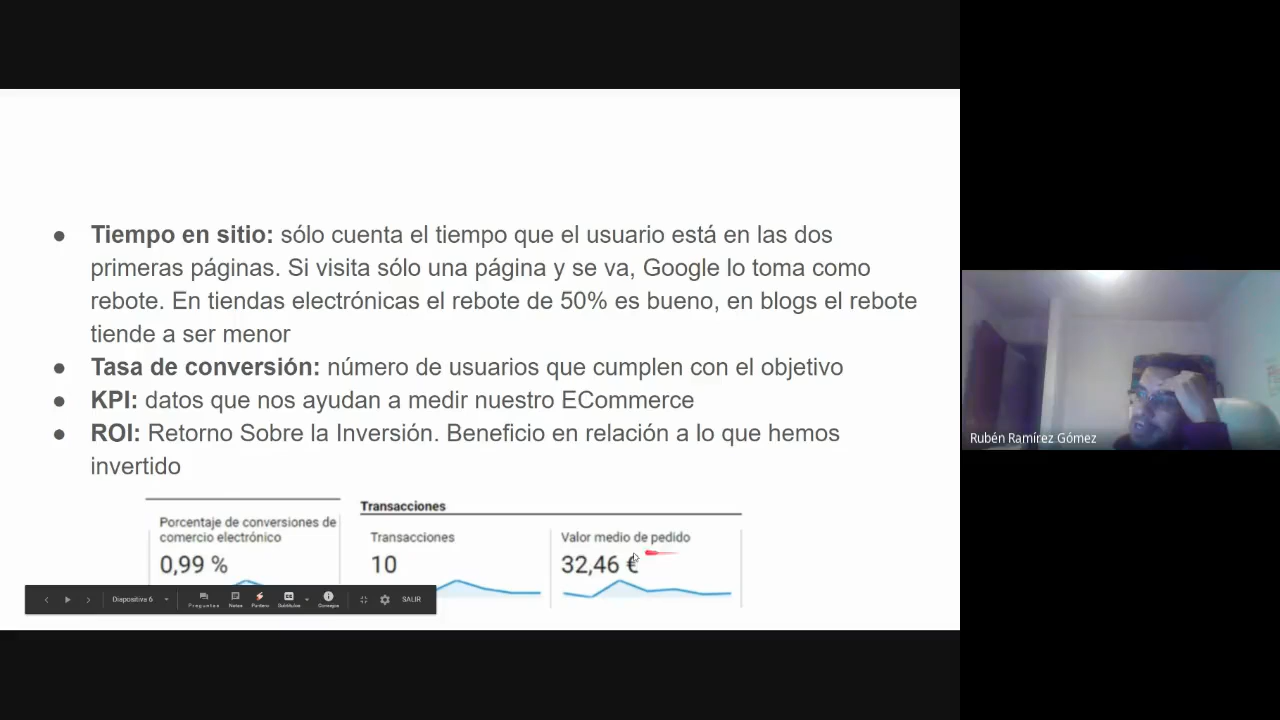 ● Tiempo en sitio: sólo cuenta el tiempo que el usuario está en las dos
primeras páginas. Si visita sólo una página y se va, Google lo toma como
rebote. En tiendas electrónicas el rebote de 50% es bueno, en blogs el rebote
tiende a ser menor
● Tasa de conversión: número de usuarios que cumplen con el objetivo
● KPI: datos que nos ayudan a medir nuestro ECommerce
● ROI: Retorno Sobre la Inversión. Beneficio en relación a lo que hemos
invertido
Porcentaje de conversiones de
comercio electrónico
0,99 %
Transacciones
Transacciones
10
Valor medio de pedido
32,46 €
Diapositiva 6
Preguntas
Notas
Puntero
Subtítulos
Consejos
SALIR
Rubén Ramírez Gómez